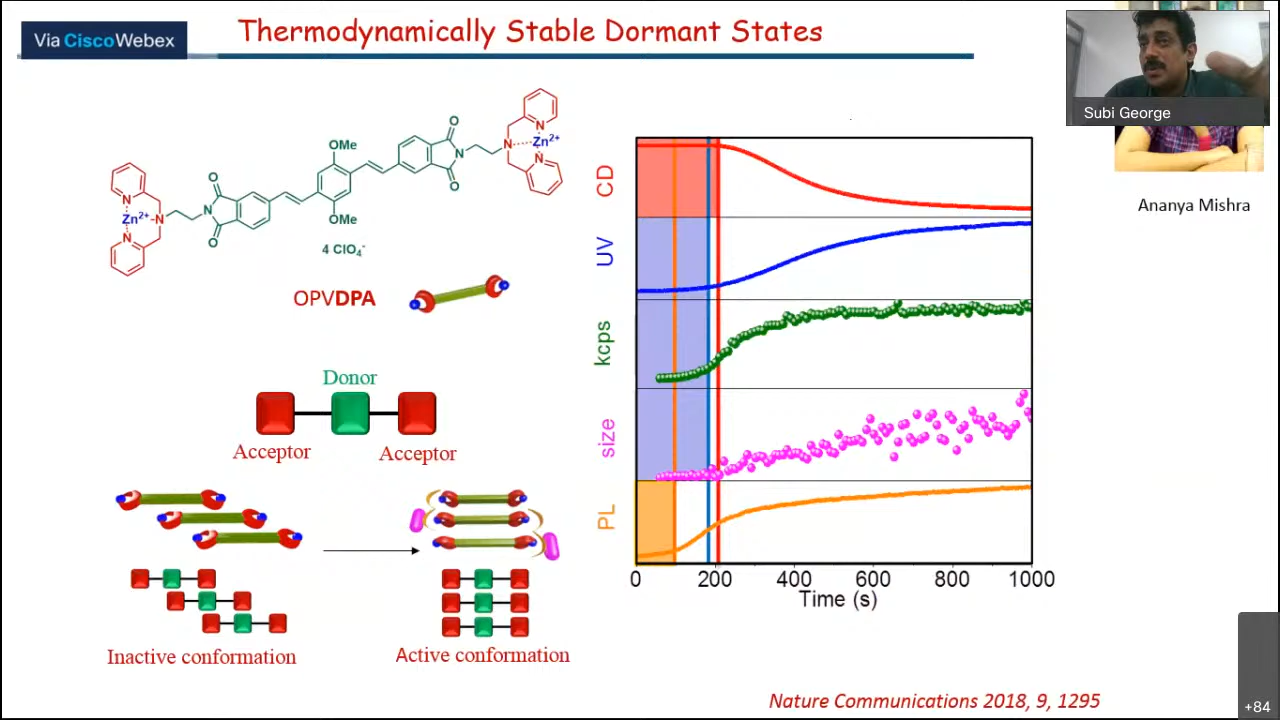 Via Cisco Webex
Thermodynamically Stable Dormant States
Subi George
Ananya Mishra
OMe
OMe
O
O
O
O
N
N
N
N
N
N
N
N
Zn2+
Zn2+
4 ClO4-
OPVDPA
Donor
Acceptor
Acceptor
Inactive conformation
Active conformation
CD
UV
kcps
size
PL
0 200 400 600 800 1000
Time (s)
Nature Communications 2018, 9, 1295
+84